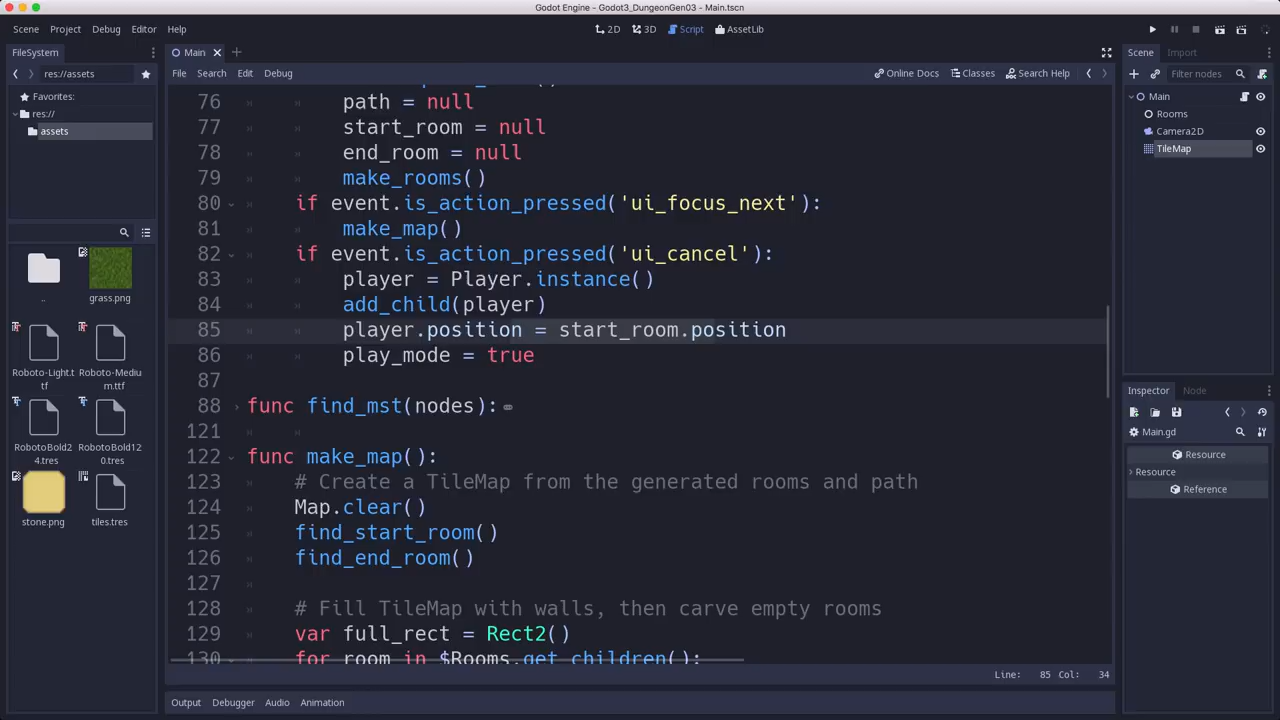 Godot Engine - Godot3_DungeonGen03 - Main.tscn
Scene Project Debug Editor Help
2D 3D Script AssetLib
FileSystem
res://assets
Favorites:
res://
assets
..
grass.png
Roboto-Light.t
tf
Roboto-Mediu
m.ttf
RobotoBold2
4.tres
RobotoBold12
0.tres
stone.png
tiles.tres
Main
File Search Edit Debug
Online Docs Classes Search Help
76 path = null
77 start_room = null
78 end_room = null
79 make_rooms()
80 if event.is_action_pressed('ui_focus_next'):
81 make_map()
82 if event.is_action_pressed('ui_cancel'):
83 player = Player.instance()
84 add_child(player)
85 player.position = start_room.position
86 play_mode = true
87
88 func find_mst(nodes):
121
122 func make_map():
123 # Create a TileMap from the generated rooms and path
124 Map.clear()
125 find_start_room()
126 find_end_room()
127
128 # Fill TileMap with walls, then carve empty rooms
129 var full_rect = Rect2()
130 for room in $Rooms.get_children():
Line: 85 Col: 34
Output Debugger Audio Animation
Scene Import
Filter nodes
Main
Rooms
Camera2D
TileMap
Inspector Node
Main.gd
Resource
Resource
Reference